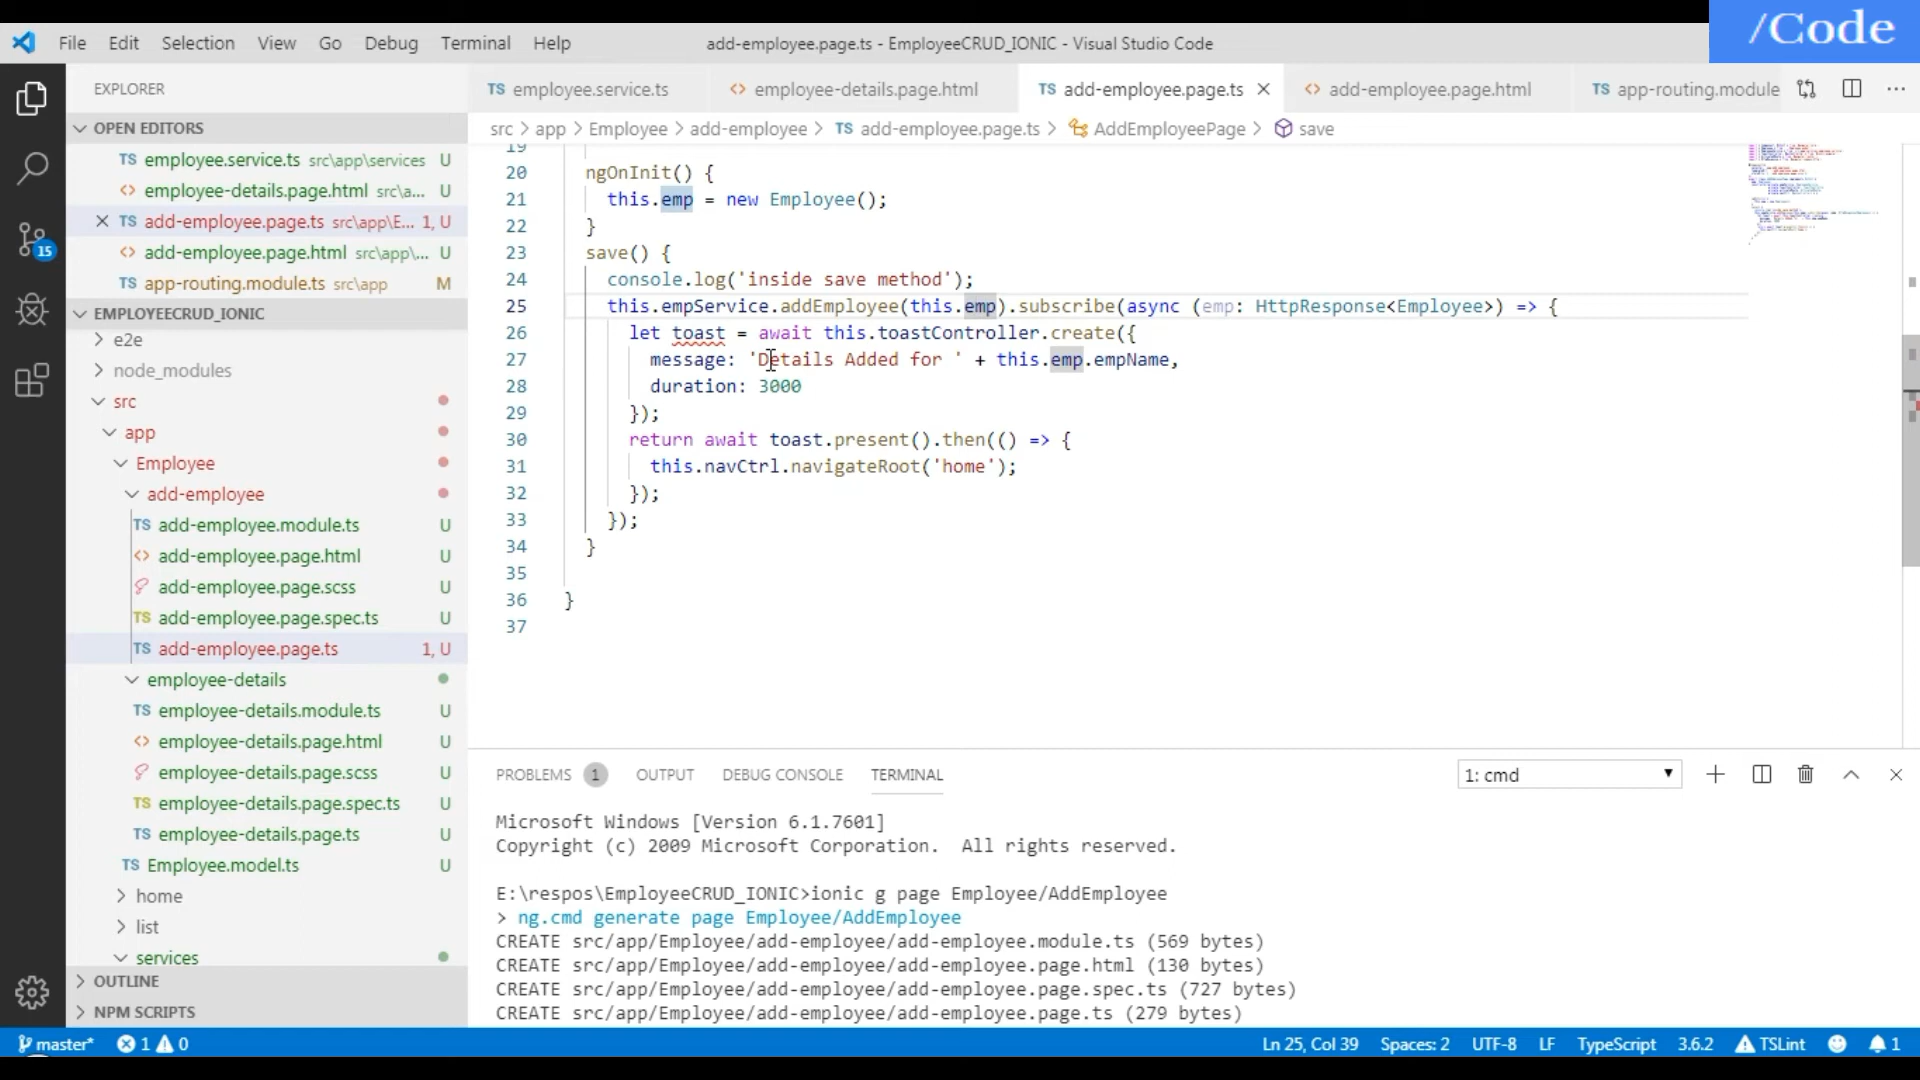 /Code
File Edit Selection View Go Debug Terminal Help
add-employee.page.ts - EmployeeCRUD_IONIC - Visual Studio Code
EXPLORER
TS employee.service.ts
<> employee-details.page.html
TS add-employee.page.ts
<> add-employee.page.html
TS app-routing.module
OPEN EDITORS
src > app > Employee > add-employee > TS add-employee.page.ts > AddEmployeePage > save
TS employee.service.ts src\app\services U
<> employee-details.page.html src\a... U
TS add-employee.page.ts src\app\E... 1, U
<> add-employee.page.html src\app\... U
TS app-routing.module.ts src\app M
EMPLOYEECRUD_IONIC
e2e
node_modules
src
app
Employee
add-employee
TS add-employee.module.ts U
<> add-employee.page.html U
add-employee.page.scss U
TS add-employee.page.spec.ts U
TS add-employee.page.ts 1, U
employee-details
TS employee-details.module.ts U
<> employee-details.page.html U
employee-details.page.scss U
TS employee-details.page.spec.ts U
TS employee-details.page.ts U
TS Employee.model.ts U
home
list
services
OUTLINE
NPM SCRIPTS
15
19
20 ngOnInit() {
21 this.emp = new Employee();
22 }
23 save() {
24 console.log('inside save method');
25 this.empService.addEmployee(this.emp).subscribe(async (emp: HttpResponse<Employee>) => {
26 let toast = await this.toastController.create({
27 message: 'Details Added for ' + this.emp.empName,
28 duration: 3000
29 });
30 return await toast.present().then(() => {
31 this.navCtrl.navigateRoot('home');
32 });
33 });
34 }
35
36 }
37
PROBLEMS 1 OUTPUT DEBUG CONSOLE TERMINAL
1: cmd
Microsoft Windows [Version 6.1.7601]
Copyright (c) 2009 Microsoft Corporation.  All rights reserved.
E:\respos\EmployeeCRUD_IONIC>ionic g page Employee/AddEmployee
> ng.cmd generate page Employee/AddEmployee
CREATE src/app/Employee/add-employee/add-employee.module.ts (569 bytes)
CREATE src/app/Employee/add-employee/add-employee.page.html (130 bytes)
CREATE src/app/Employee/add-employee/add-employee.page.spec.ts (727 bytes)
CREATE src/app/Employee/add-employee/add-employee.page.ts (279 bytes)
master* 1 0
Ln 25, Col 39 Spaces: 2 UTF-8 LF TypeScript 3.6.2 TSLint 1